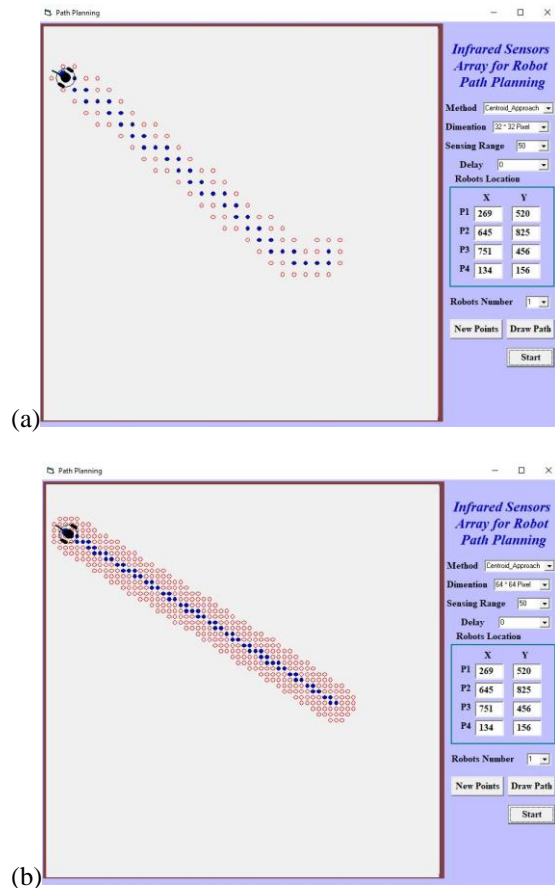 Path Planning
Infrared Sensors
Array for Robot
Path Planning
Method Centroid_Approach
Dimention 32 * 32 Pixel
Sensing Range 50
Delay 0
Robots Location
X Y
P1 269 520
P2 645 825
P3 751 456
P4 134 156
Robots Number 1
New Points Draw Path
Start
(a)
Path Planning
Infrared Sensors
Array for Robot
Path Planning
Method Centroid_Approach
Dimention 64 * 64 Pixel
Sensing Range 50
Delay 0
Robots Location
X Y
P1 269 520
P2 645 825
P3 751 456
P4 134 156
Robots Number 1
New Points Draw Path
Start
(b)